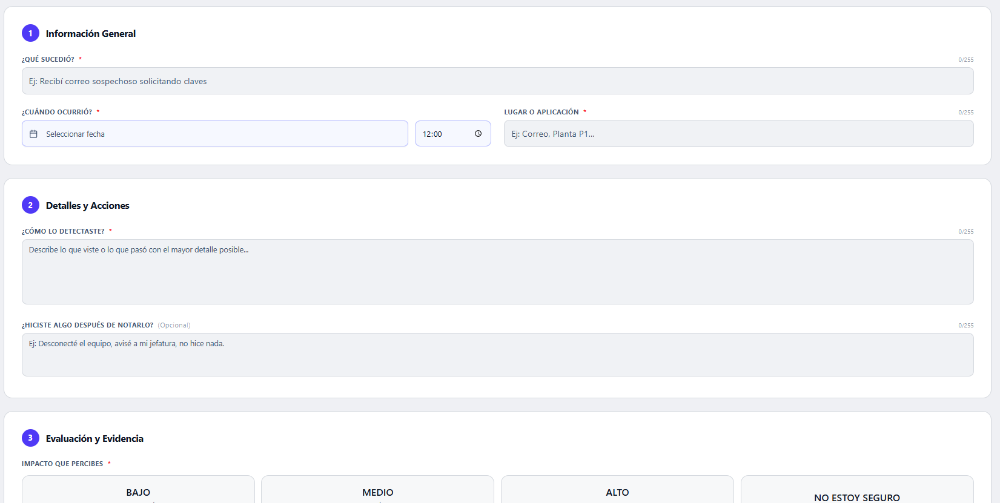 1 Información General
¿QUÉ SUCEDIÓ? * 0/255
Ej: Recibí correo sospechoso solicitando claves
¿CUÁNDO OCURRIÓ? * LUGAR O APLICACIÓN * 0/255
Seleccionar fecha 12:00 Ej: Correo, Planta P1...
2 Detalles y Acciones
¿CÓMO LO DETECTASTE? * 0/255
Describe lo que viste o lo que pasó con el mayor detalle posible...
¿HICISTE ALGO DESPUÉS DE NOTARLO? (Opcional) 0/255
Ej: Desconecté el equipo, avisé a mi jefatura, no hice nada.
3 Evaluación y Evidencia
IMPACTO QUE PERCIBES *
BAJO MEDIO ALTO NO ESTOY SEGURO